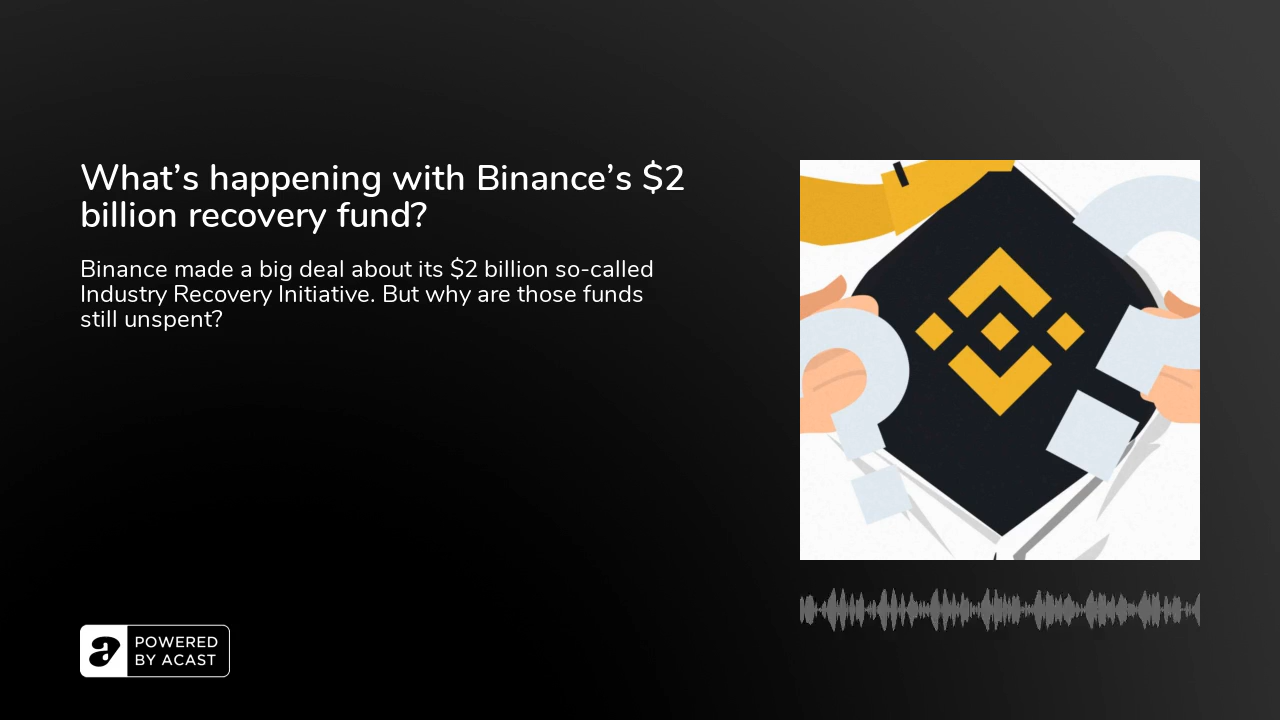 What’s happening with Binance’s $2
billion recovery fund?
Binance made a big deal about its $2 billion so-called
Industry Recovery Initiative. But why are those funds
still unspent?
POWERED
BY ACAST